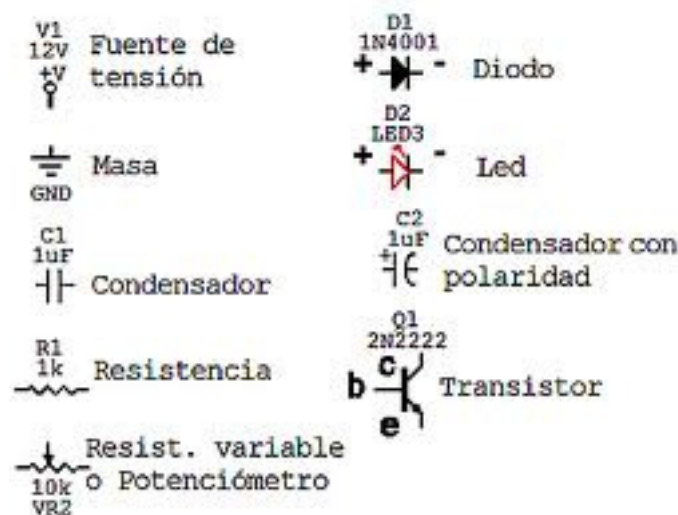 V1
12V
+V
Fuente de
tensión
GND
Masa
C1
1uF
Condensador
R1
1k
Resistencia
10k
VR2
Resist. variable
o Potenciómetro
D1
1N4001
+ -
Diodo
D2
LED3
+ -
Led
C2
1uF
+
Condensador con
polaridad
Q1
2N2222
c
b
e
Transistor